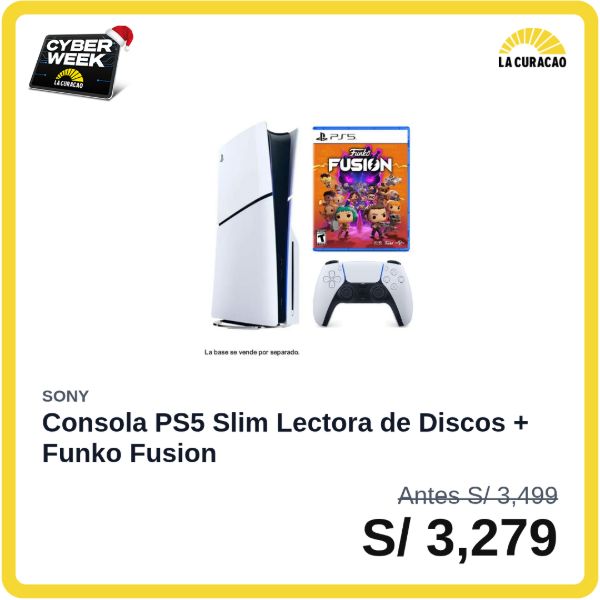 CYBER
WEEK
LA CURACAO
LA CURACAO
PS5
Funko
FUSION
T
La base se vende por separado.
SONY
Consola PS5 Slim Lectora de Discos +
Funko Fusion
Antes S/ 3,499
S/ 3,279